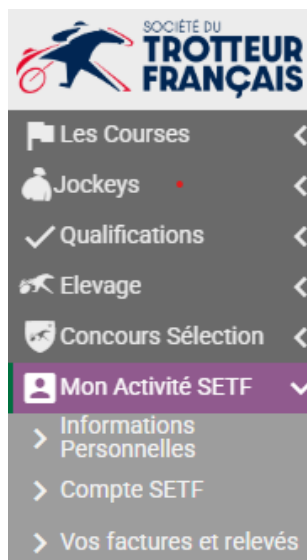 SOCIÉTÉ DU
TROTTEUR
FRANÇAIS
Les Courses
Jockeys
Qualifications
Elevage
Concours Sélection
Mon Activité SETF
Informations
Personnelles
Compte SETF
Vos factures et relevés